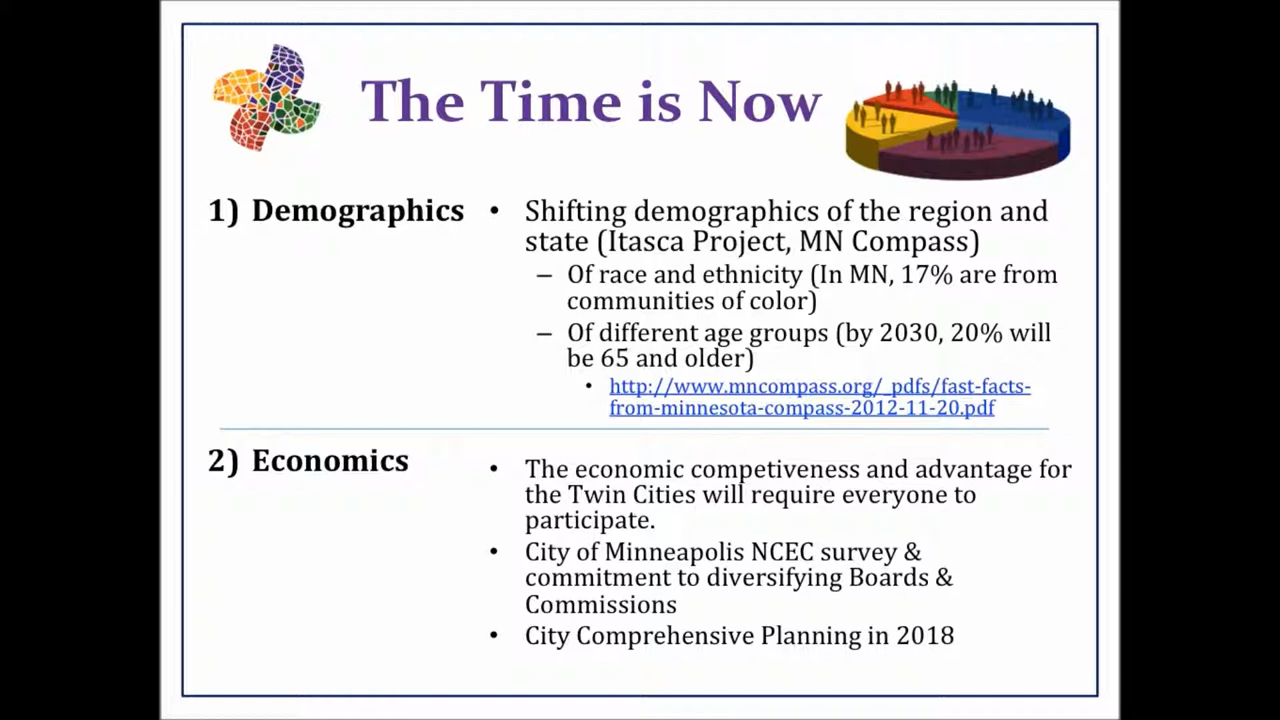 The Time is Now
1) Demographics
• Shifting demographics of the region and
state (Itasca Project, MN Compass)
– Of race and ethnicity (In MN, 17% are from
communities of color)
– Of different age groups (by 2030, 20% will
be 65 and older)
• http://www.mncompass.org/_pdfs/fast-facts-
from-minnesota-compass-2012-11-20.pdf
2) Economics
• The economic competiveness and advantage for
the Twin Cities will require everyone to
participate.
• City of Minneapolis NCEC survey &
commitment to diversifying Boards &
Commissions
• City Comprehensive Planning in 2018